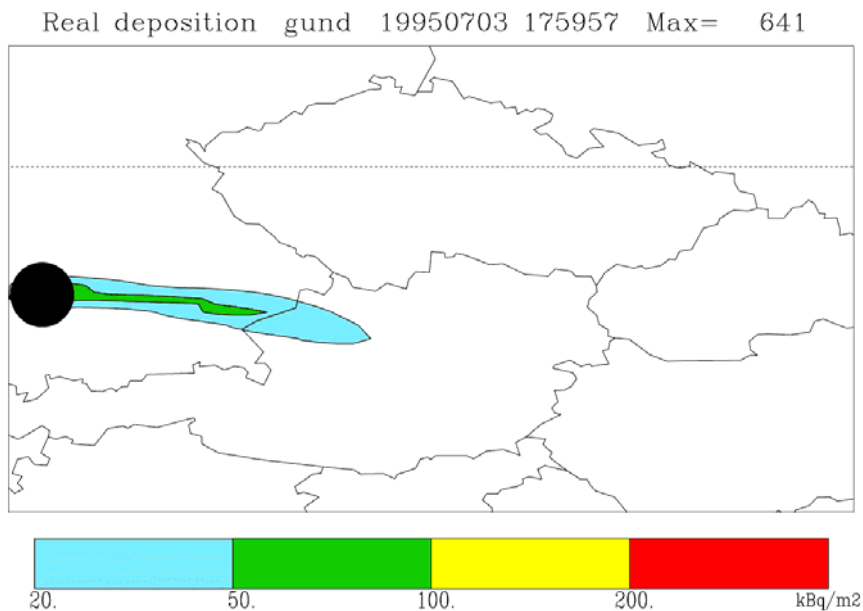 Real deposition gund 19950703 175957 Max= 641
20. 50. 100. 200. kBq/m2